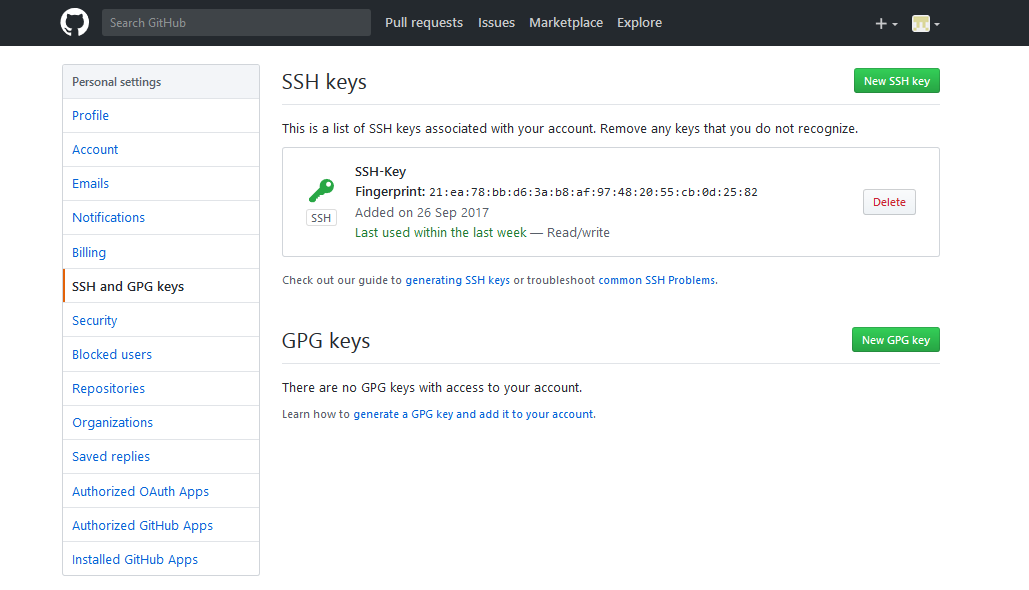 Search GitHub
Pull requests Issues Marketplace Explore
Personal settings
Profile
Account
Emails
Notifications
Billing
SSH and GPG keys
Security
Blocked users
Repositories
Organizations
Saved replies
Authorized OAuth Apps
Authorized GitHub Apps
Installed GitHub Apps
SSH keys
New SSH key
This is a list of SSH keys associated with your account. Remove any keys that you do not recognize.
SSH
SSH-Key
Fingerprint: 21:ea:78:bb:d6:3a:b8:af:97:48:20:55:cb:0d:25:82
Added on 26 Sep 2017
Last used within the last week — Read/write
Delete
Check out our guide to generating SSH keys or troubleshoot common SSH Problems.
GPG keys
New GPG key
There are no GPG keys with access to your account.
Learn how to generate a GPG key and add it to your account.